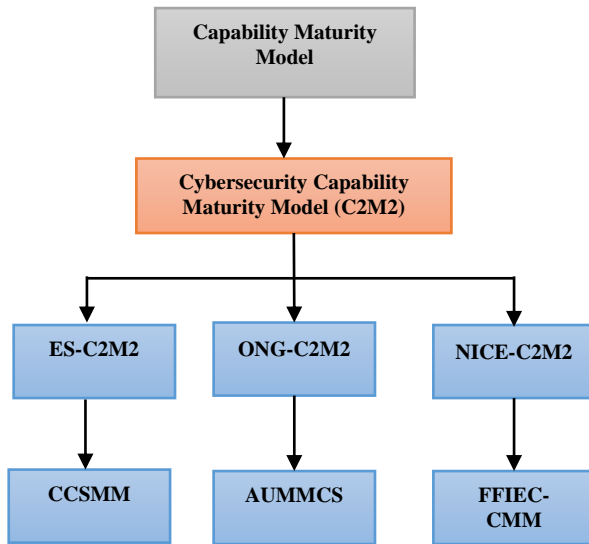 Capability Maturity
Model
Cybersecurity Capability
Maturity Model (C2M2)
ES-C2M2
ONG-C2M2
NICE-C2M2
CCSMM
AUMMCS
FFIEC-
CMM